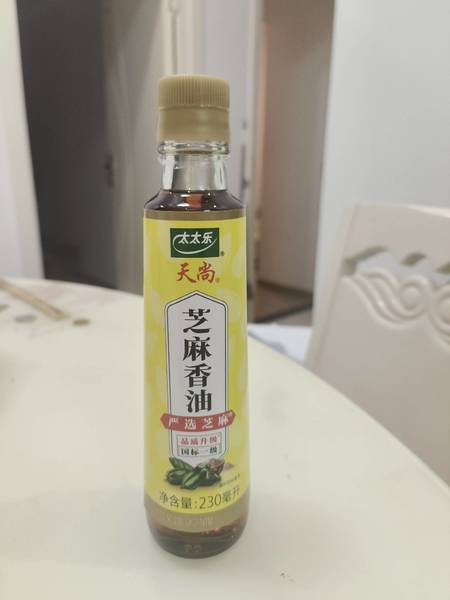 太太乐
天尚
芝麻香油
严选芝麻
品质升级
国标一级
净含量:230毫升